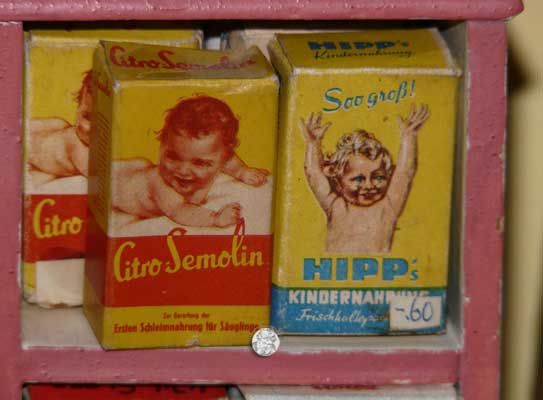 Citro Semolin
Citro
Citro Semolin
Zur Bereitung der
Ersten Schleimnahrung für Säuglinge
HIPP's
Kindernahrung.
Soo groß!
HIPP's
KINDERNAHRUNG
-.60